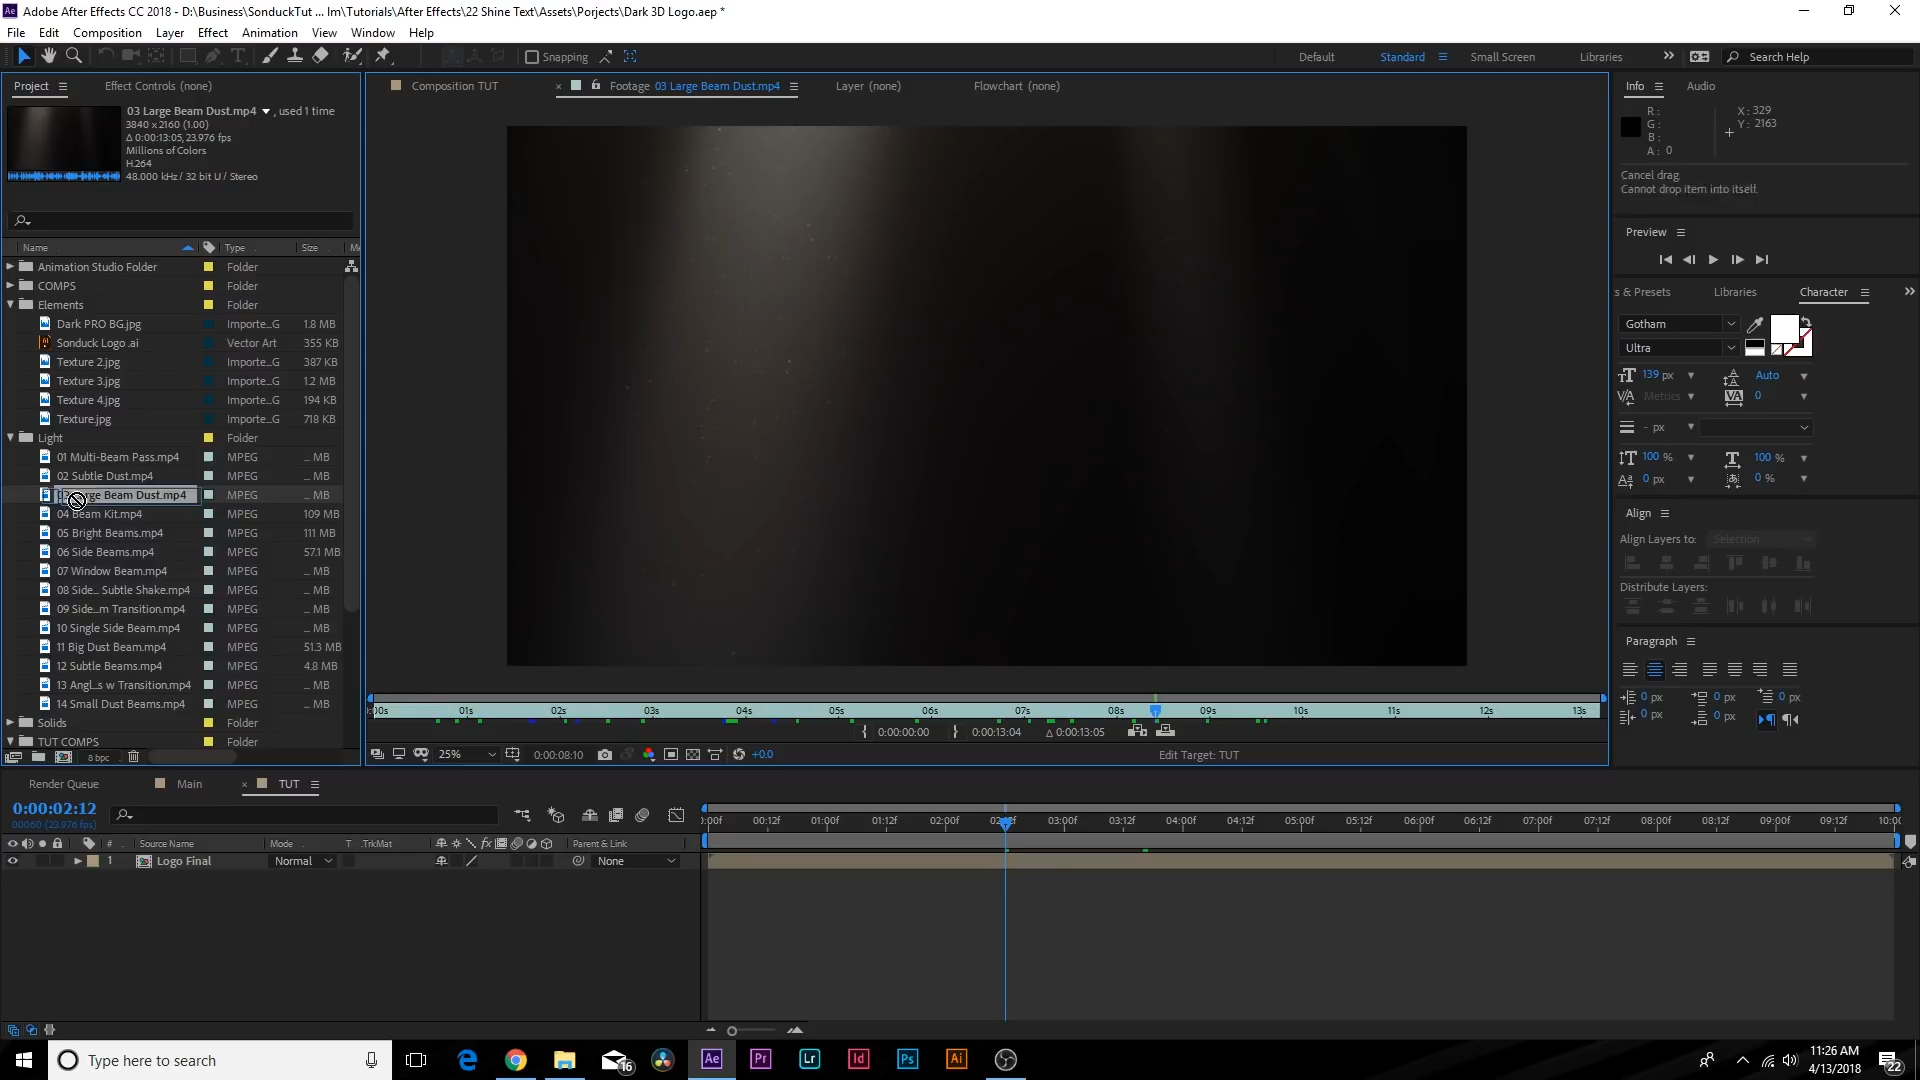 Adobe After Effects CC 2018 - D:\Business\SonduckTut ... lm\Tutorials\After Effects\22 Shine Text\Assets\Porjects\Dark 3D Logo.aep *
File Edit Composition Layer Effect Animation View Window Help
Snapping
Default Standard Small Screen Libraries Search Help
Project Effect Controls (none)
03 Large Beam Dust.mp4 , used 1 time
3840 x 2160 (1.00)
Δ 0:00:13:05, 23.976 fps
Millions of Colors
H.264
48.000 kHz / 32 bit U / Stereo
Name Type Size Me
Animation Studio Folder Folder
COMPS Folder
Elements Folder
Dark PRO BG.jpg Importe...G 1.8 MB
Sonduck Logo .ai Vector Art 355 KB
Texture 2.jpg Importe...G 387 KB
Texture 3.jpg Importe...G 1.2 MB
Texture 4.jpg Importe...G 194 KB
Texture.jpg Importe...G 718 KB
Light Folder
01 Multi-Beam Pass.mp4 MPEG ... MB
02 Subtle Dust.mp4 MPEG ... MB
Beam Dust.mp4 MPEG ... MB
04 Beam Kit.mp4 MPEG 109 MB
05 Bright Beams.mp4 MPEG 111 MB
06 Side Beams.mp4 MPEG 57.1 MB
07 Window Beam.mp4 MPEG ... MB
08 Side... Subtle Shake.mp4 MPEG ... MB
09 Side...m Transition.mp4 MPEG ... MB
10 Single Side Beam.mp4 MPEG ... MB
11 Big Dust Beam.mp4 MPEG 51.3 MB
12 Subtle Beams.mp4 MPEG 4.8 MB
13 Angl...s w Transition.mp4 MPEG ... MB
14 Small Dust Beams.mp4 MPEG ... MB
Solids Folder
TUT COMPS Folder
8 bpc
Composition TUT
× Footage 03 Large Beam Dust.mp4
Layer (none)
Flowchart (none)
:00s 01s 02s 03s 04s 05s 06s 07s 08s 09s 10s 11s 12s 13s
{ 0:00:00:00 } 0:00:13:04 Δ 0:00:13:05
25% 0:00:08:10 +0.0 Edit Target: TUT
Info Audio
R : X : 329
G : Y : 2163
B :
A : 0
Cancel drag.
Cannot drop item into itself.
Preview
s & Presets Libraries Character
Gotham
Ultra
139 px Auto
Metrics 0
- px
100 % 100 %
0 px 0 %
Align
Align Layers to: Selection
Distribute Layers:
Paragraph
0 px 0 px 0 px
0 px 0 px
Render Queue Main × TUT
0:00:02:12
00060 (23.976 fps)
# Source Name Mode T .TrkMat Parent & Link
1 Logo Final Normal None
):00f 00:12f 01:00f 01:12f 02:00f 03:00f 03:12f 04:00f 04:12f 05:00f 05:12f 06:00f 06:12f 07:00f 07:12f 08:00f 08:12f 09:00f 09:12f 10:00
Type here to search
16
Ae Pr Lr Id Ps Ai
11:26 AM
4/13/2018
22